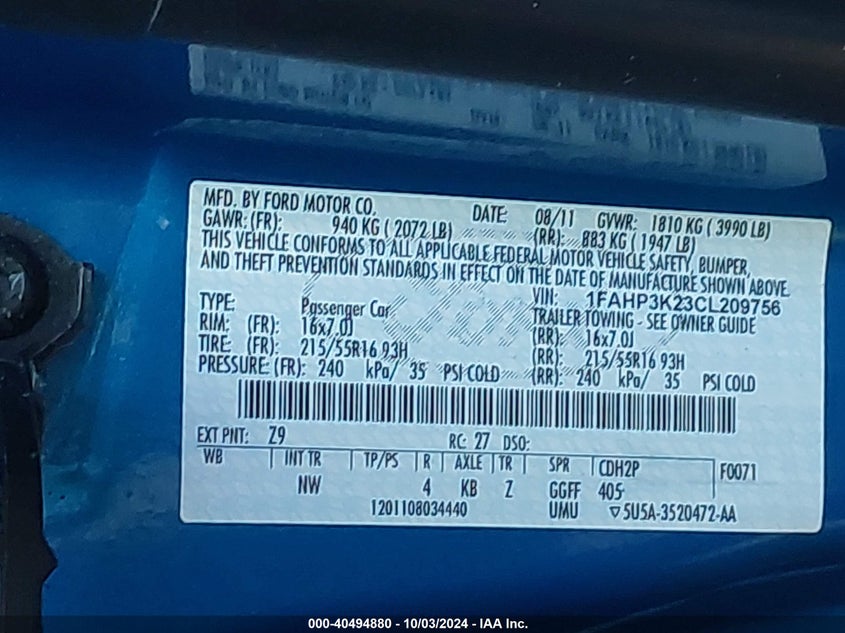 MFD. BY FORD MOTOR CO. DATE: 08/11 GVWR: 1810 KG ( 3990 LB)
GAWR:(FR): 940 KG ( 2072 LB) (RR): 883 KG ( 1947 LB)
THIS VEHICLE CONFORMS TO ALL APPLICABLE FEDERAL MOTOR VEHICLE SAFETY, BUMPER,
AND THEFT PREVENTION STANDARDS IN EFFECT ON THE DATE OF MANUFACTURE SHOWN ABOVE.
VIN: 1FAHP3K23CL209756
TYPE: Passenger Car TRAILER TOWING - SEE OWNER GUIDE
RIM: (FR): 16x7.0J (RR): 16x7.0J
TIRE: (FR): 215/55R16 93H (RR): 215/55R16 93H
PRESSURE:(FR): 240 kPa/ 35 PSI COLD (RR): 240 kPa/ 35 PSI COLD
EXT PNT: Z9 RC: 27 DSO:
WB INT TR TP/PS R AXLE TR SPR CDH2P F0071
NW 4 KB Z GGFF 405
1201108034440 UMU ▽5U5A-3520472-AA
000-40494880 - 10/03/2024 - IAA Inc.